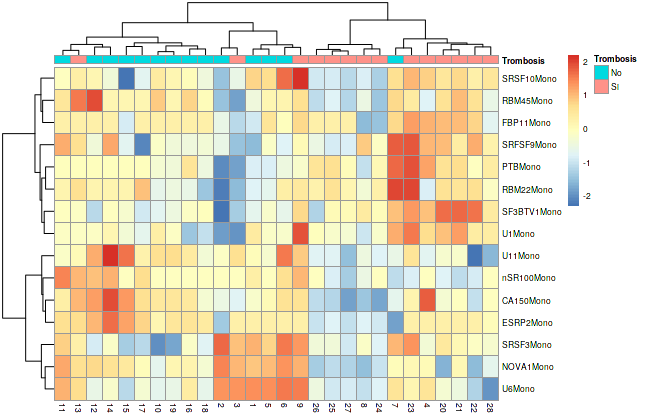 Trombosis
SRSF10Mono
RBM45Mono
FBP11Mono
SRFSF9Mono
PTBMono
RBM22Mono
SF3BTV1Mono
U1Mono
U11Mono
nSR100Mono
CA150Mono
ESRP2Mono
SRSF3Mono
NOVA1Mono
U6Mono
11 13 12 14 15 17 10 19 16 18 2 3 1 5 6 9 26 25 27 8 24 7 23 4 20 21 22 28
2
1
0
-1
-2
Trombosis
No
SI